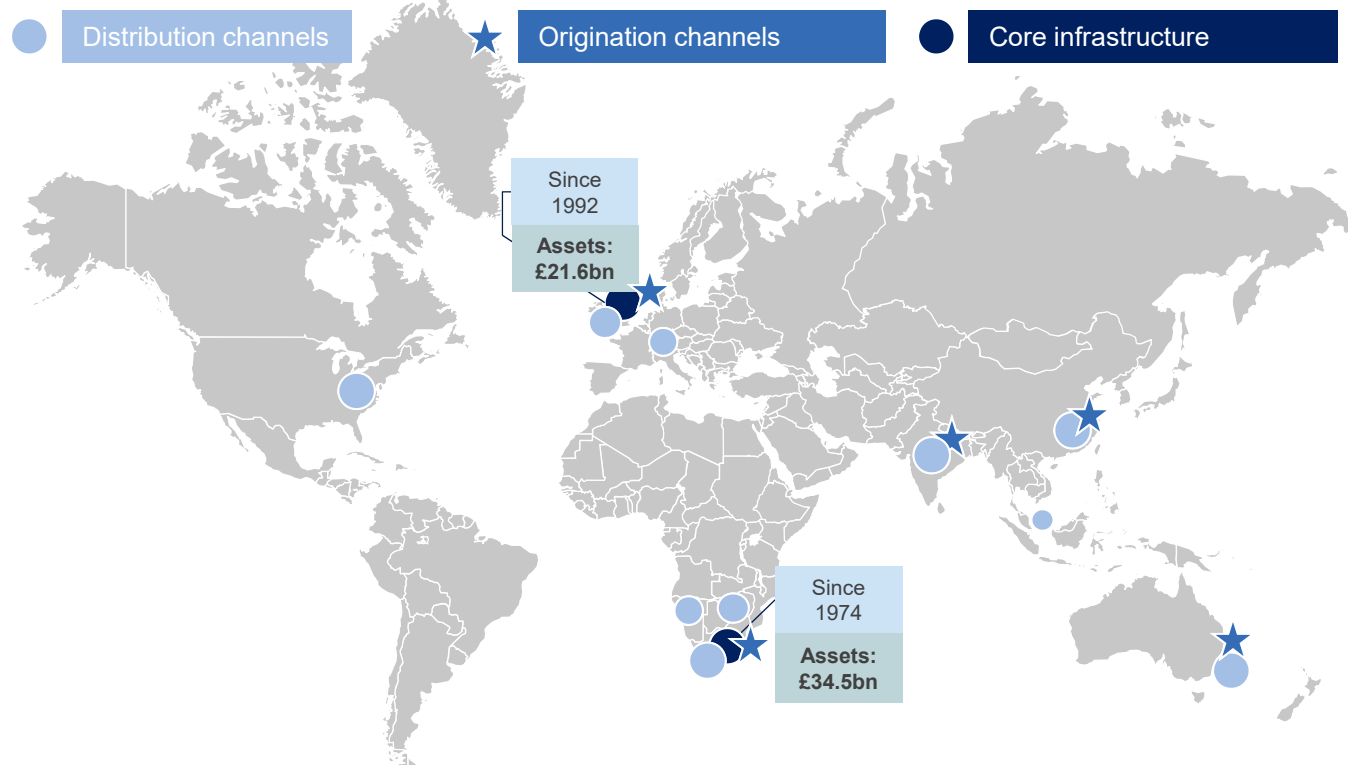 Distribution channels
Origination channels
Core infrastructure
Since
1992
Assets:
£21.6bn
Since
1974
Assets:
£34.5bn